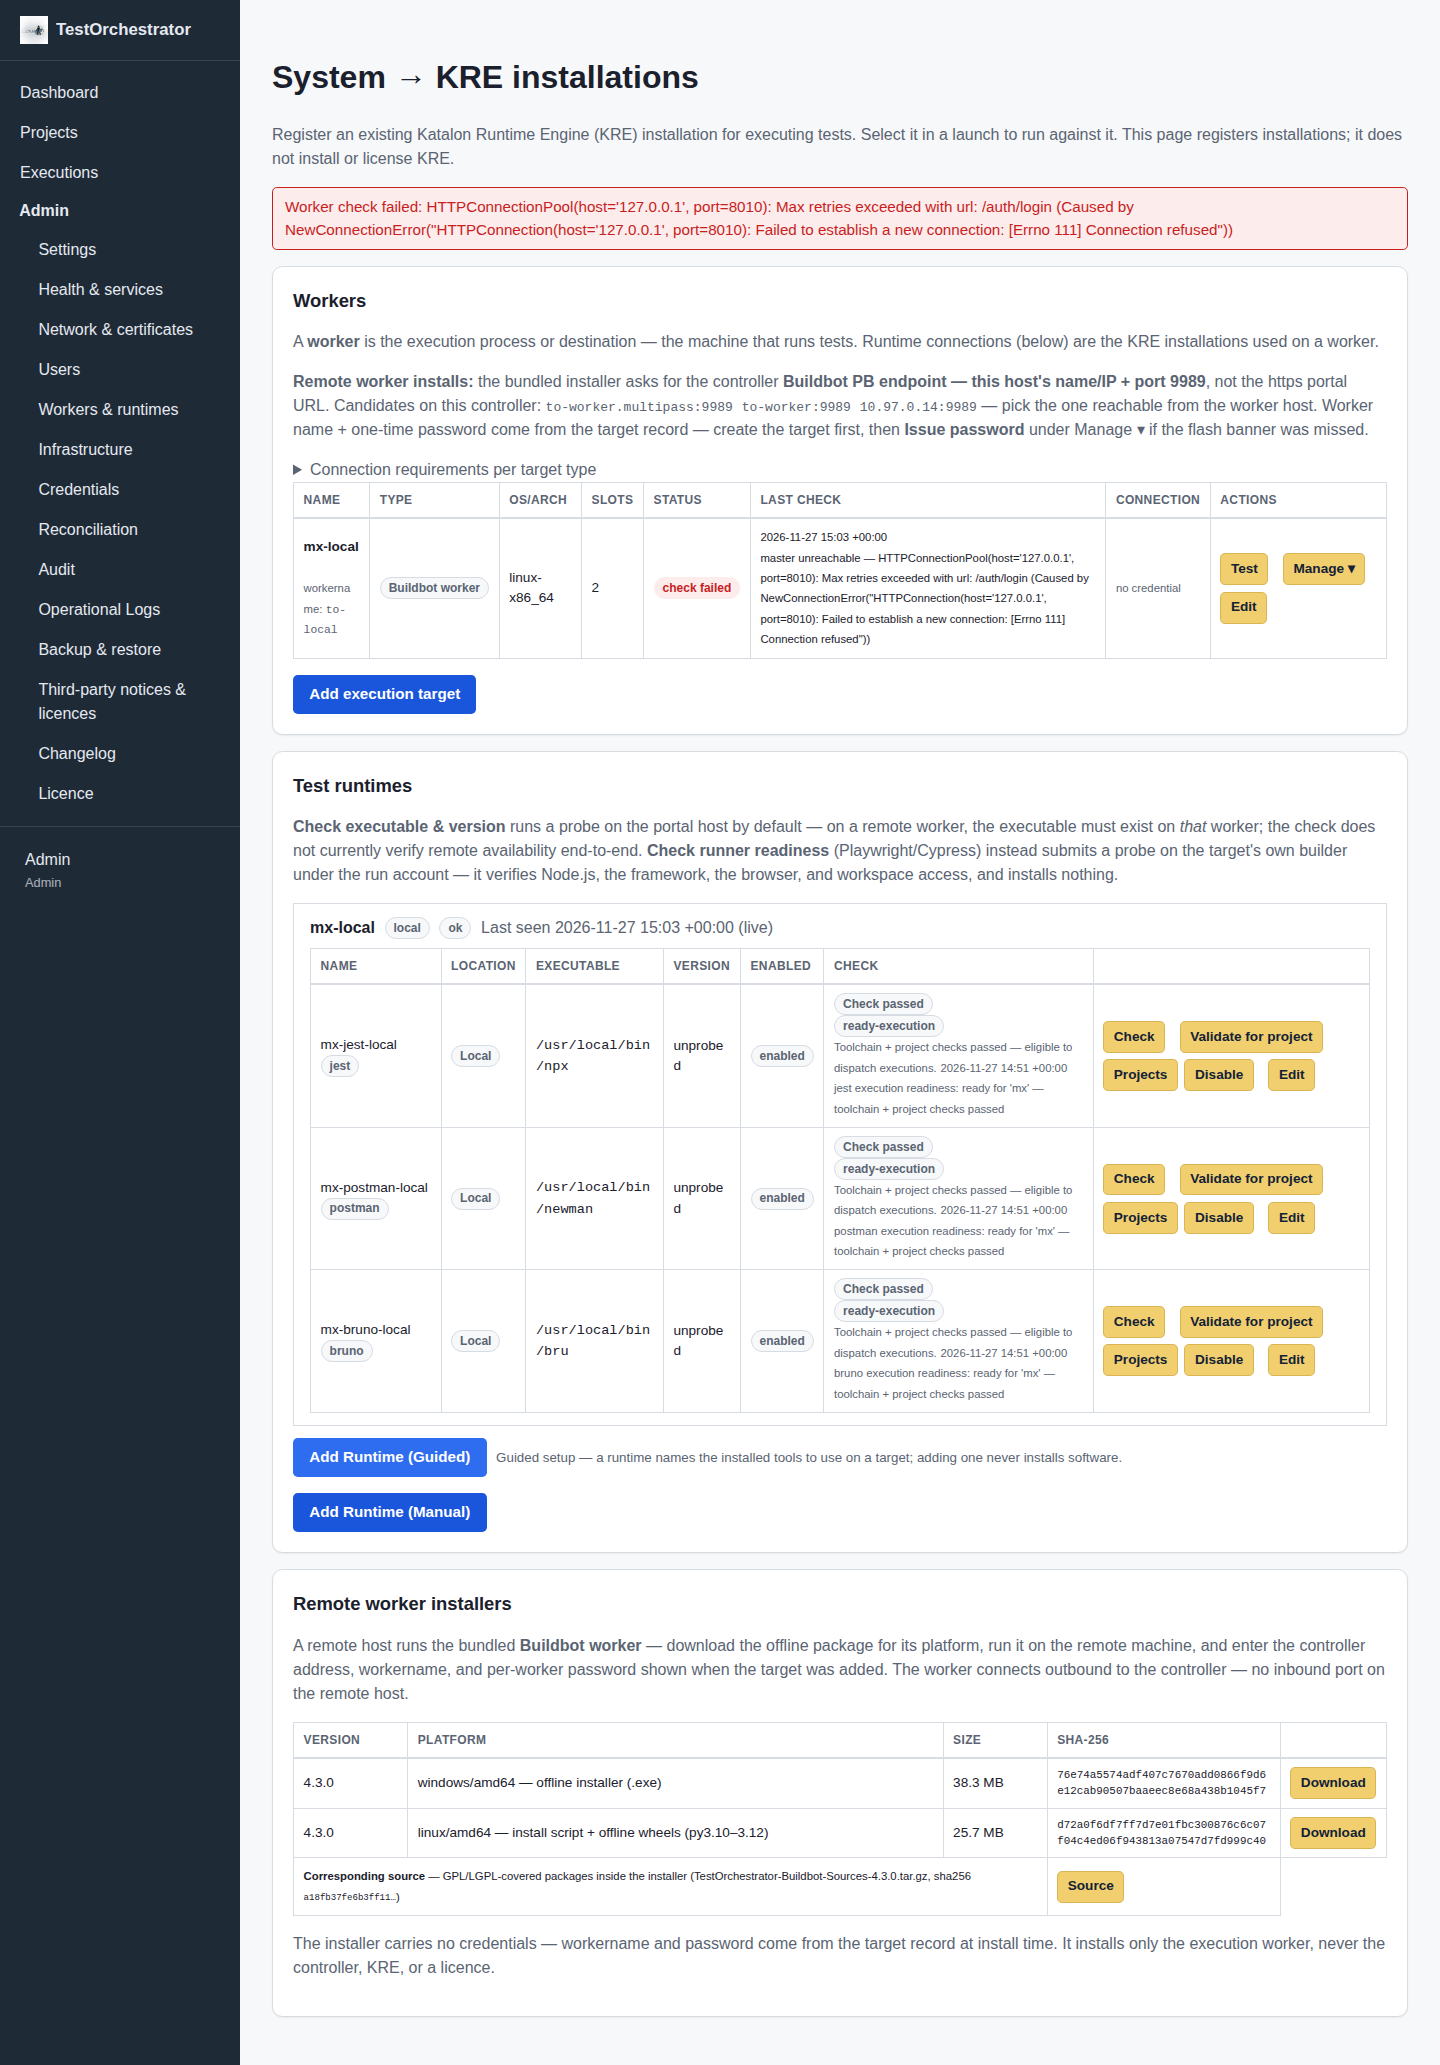 TestOrchestrator
Dashboard
Projects
Executions
Admin
Settings
Health & services
Network & certificates
Users
Workers & runtimes
Infrastructure
Credentials
Reconciliation
Audit
Operational Logs
Backup & restore
Third-party notices &
licences
Changelog
Licence
Admin
Admin
System → KRE installations
Register an existing Katalon Runtime Engine (KRE) installation for executing tests. Select it in a launch to run against it. This page registers installations; it does
not install or license KRE.
Worker check failed: HTTPConnectionPool(host='127.0.0.1', port=8010): Max retries exceeded with url: /auth/login (Caused by
NewConnectionError("HTTPConnection(host='127.0.0.1', port=8010): Failed to establish a new connection: [Errno 111] Connection refused"))
Workers
A worker is the execution process or destination — the machine that runs tests. Runtime connections (below) are the KRE installations used on a worker.
Remote worker installs: the bundled installer asks for the controller Buildbot PB endpoint — this host's name/IP + port 9989, not the https portal
URL. Candidates on this controller: to-worker.multipass:9989 to-worker:9989 10.97.0.14:9989 — pick the one reachable from the worker host. Worker
name + one-time password come from the target record — create the target first, then Issue password under Manage ▾ if the flash banner was missed.
▶ Connection requirements per target type
NAME TYPE OS/ARCH SLOTS STATUS LAST CHECK CONNECTION ACTIONS
mx-local
workerna
me: to-
local
Buildbot worker
linux-
x86_64
2
check failed
2026-11-27 15:03 +00:00
master unreachable — HTTPConnectionPool(host='127.0.0.1',
port=8010): Max retries exceeded with url: /auth/login (Caused by
NewConnectionError("HTTPConnection(host='127.0.0.1',
port=8010): Failed to establish a new connection: [Errno 111]
Connection refused"))
no credential
Test Manage ▾
Edit
Add execution target
Test runtimes
Check executable & version runs a probe on the portal host by default — on a remote worker, the executable must exist on that worker; the check does
not currently verify remote availability end-to-end. Check runner readiness (Playwright/Cypress) instead submits a probe on the target's own builder
under the run account — it verifies Node.js, the framework, the browser, and workspace access, and installs nothing.
mx-local local ok Last seen 2026-11-27 15:03 +00:00 (live)
NAME LOCATION EXECUTABLE VERSION ENABLED CHECK
mx-jest-local
jest
Local
/usr/local/bin
/npx
unprobe
d
enabled
Check passed
ready-execution
Toolchain + project checks passed — eligible to
dispatch executions. 2026-11-27 14:51 +00:00
jest execution readiness: ready for 'mx' —
toolchain + project checks passed
Check Validate for project
Projects Disable Edit
mx-postman-local
postman
Local
/usr/local/bin
/newman
unprobe
d
enabled
Check passed
ready-execution
Toolchain + project checks passed — eligible to
dispatch executions. 2026-11-27 14:51 +00:00
postman execution readiness: ready for 'mx' —
toolchain + project checks passed
Check Validate for project
Projects Disable Edit
mx-bruno-local
bruno
Local
/usr/local/bin
/bru
unprobe
d
enabled
Check passed
ready-execution
Toolchain + project checks passed — eligible to
dispatch executions. 2026-11-27 14:51 +00:00
bruno execution readiness: ready for 'mx' —
toolchain + project checks passed
Check Validate for project
Projects Disable Edit
Add Runtime (Guided) Guided setup — a runtime names the installed tools to use on a target; adding one never installs software.
Add Runtime (Manual)
Remote worker installers
A remote host runs the bundled Buildbot worker — download the offline package for its platform, run it on the remote machine, and enter the controller
address, workername, and per-worker password shown when the target was added. The worker connects outbound to the controller — no inbound port on
the remote host.
VERSION PLATFORM SIZE SHA-256
4.3.0 windows/amd64 — offline installer (.exe) 38.3 MB
76e74a5574adf407c7670add0866f9d6
e12cab90507baaeec8e68a438b1045f7
Download
4.3.0 linux/amd64 — install script + offline wheels (py3.10–3.12) 25.7 MB
d72a0f6df7ff7d7e01fbc300876c6c07
f04c4ed06f943813a07547d7fd999c40
Download
Corresponding source — GPL/LGPL-covered packages inside the installer (TestOrchestrator-Buildbot-Sources-4.3.0.tar.gz, sha256
a18fb37fe6b3ff11…)
Source
The installer carries no credentials — workername and password come from the target record at install time. It installs only the execution worker, never the
controller, KRE, or a licence.